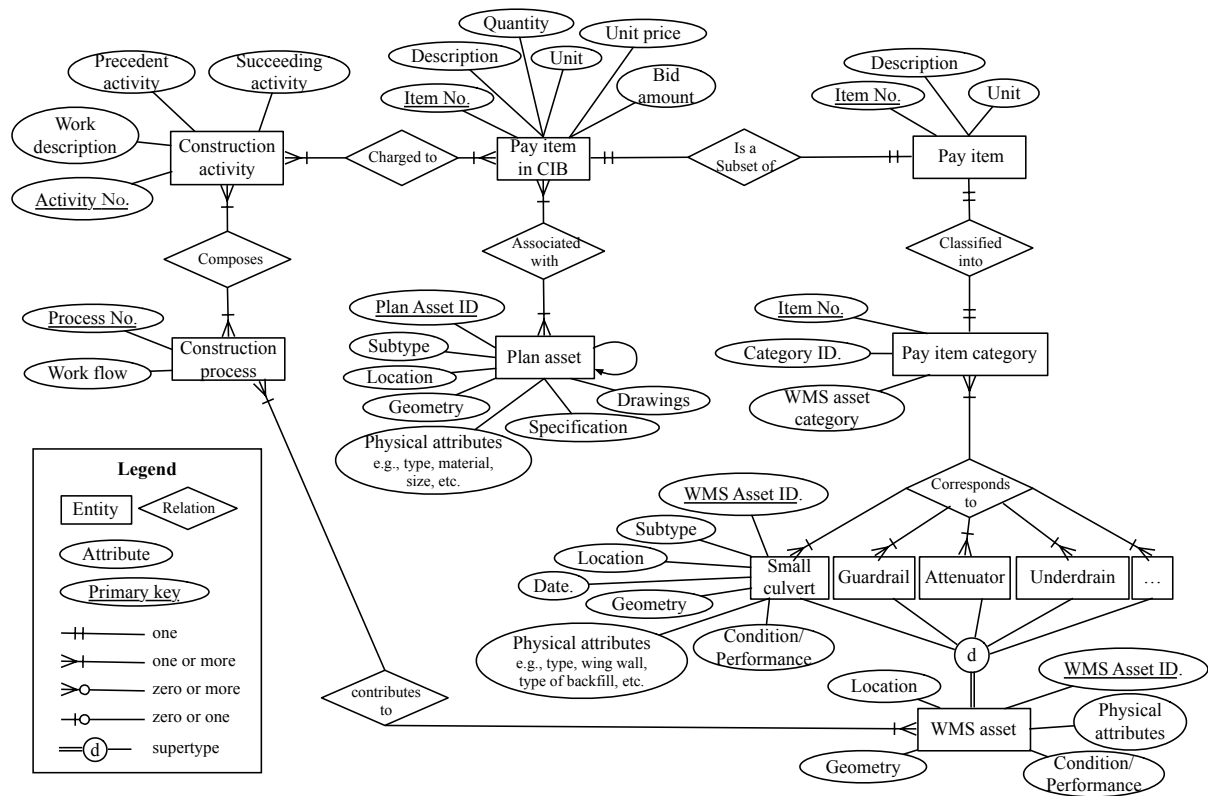 Quantity
Unit price
Precedent
activity
Succeeding
activity
Description
Unit
Description
Bid
amount
Item No.
Item No.
Unit
Work
description
Construction
activity
Charged to
Pay item
in CIB
Is a
Subset of
Pay item
Activity No.
Composes
Associated
with
Classified
into
Process No.
Plan Asset ID
Item No.
Construction
process
Subtype
Plan asset
Category ID.
Pay item category
Work flow
Location
Geometry
Drawings
WMS asset
category
Specification
Physical attributes
e.g., type, material,
size, etc.
Legend
Entity
Relation
Attribute
Primary key
one
one or more
zero or more
zero or one
d
supertype
WMS Asset ID.
Corresponds
to
Subtype
Location
Date.
Geometry
Small
culvert
Guardrail
Attenuator
Underdrain
...
Physical attributes
e.g., type, wing wall,
type of backfill, etc.
Condition/
Performance
d
contributes
to
Location
WMS Asset ID.
WMS asset
Physical
attributes
Geometry
Condition/
Performance